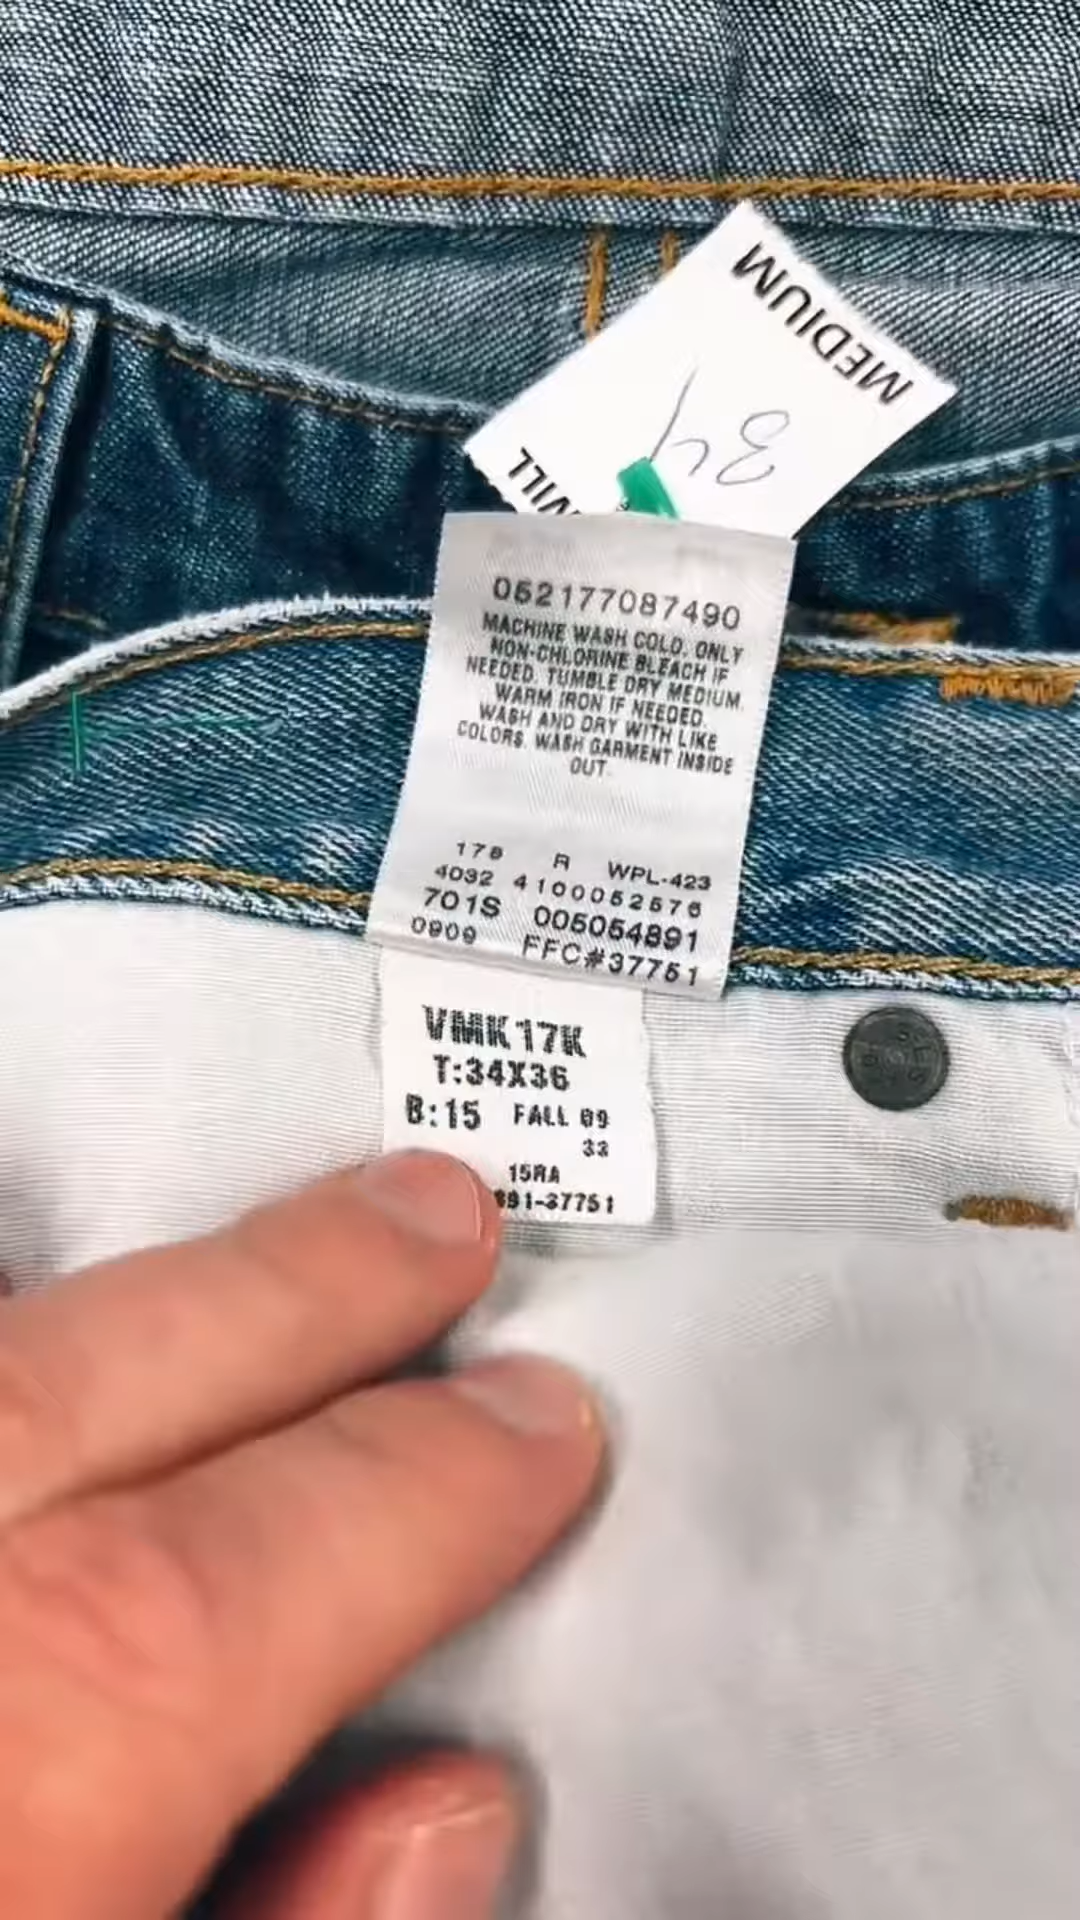 MEDIUM
34
WILL
052177087490
MACHINE WASH COLD. ONLY
NON-CHLORINE BLEACH IF
NEEDED. TUMBLE DRY MEDIUM.
WARM IRON IF NEEDED.
WASH AND DRY WITH LIKE
COLORS. WASH GARMENT INSIDE
OUT.
178 R WPL-423
4032 4100052576
701S 005054891
0909 FFC#37751
VMK17K
T:34X36
B:15 FALL 09
33
15RA
891-37751